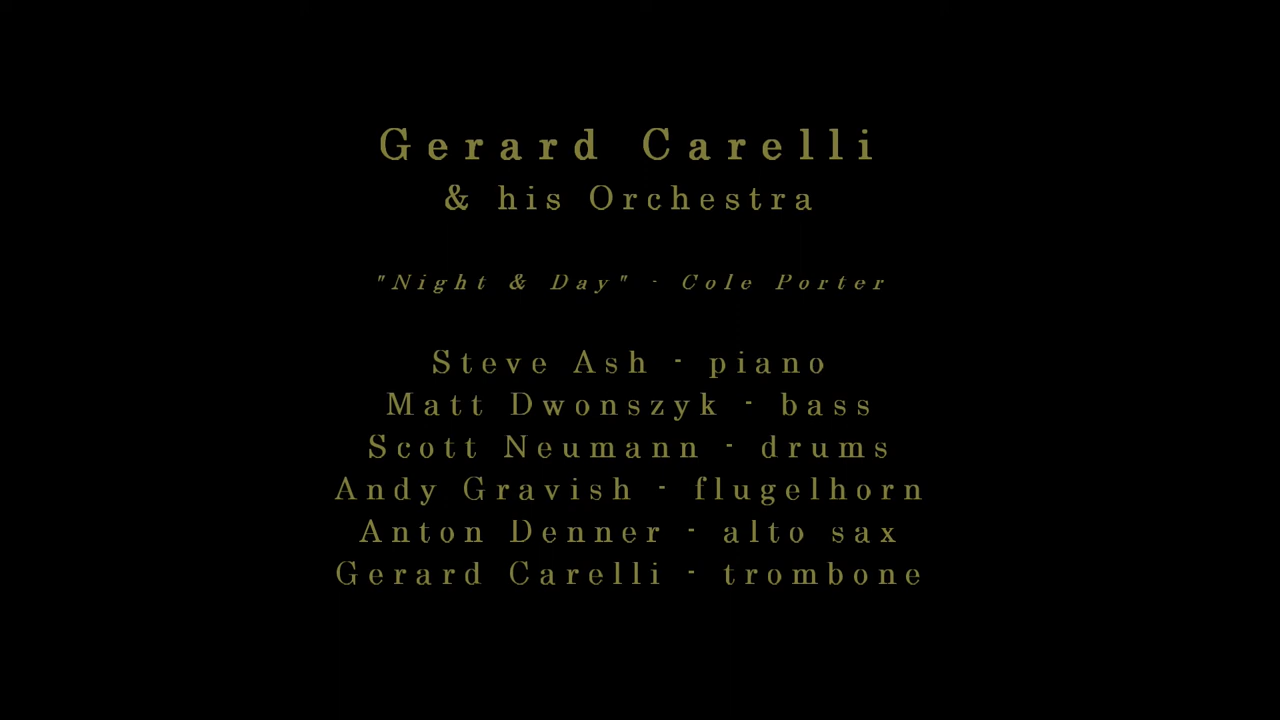 Gerard Carelli
& his Orchestra
"Night & Day" - Cole Porter
Steve Ash - piano
Matt Dwonszyk - bass
Scott Neumann - drums
Andy Gravish - flugelhorn
Anton Denner - alto sax
Gerard Carelli - trombone